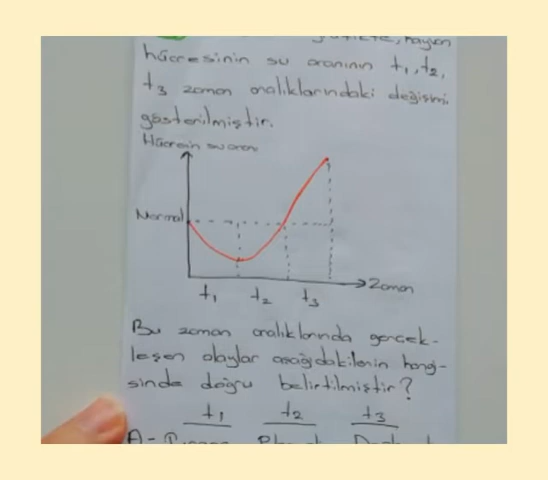 hücresinin su oranının t1, t2,
t3 zaman aralıklarındaki değişimi
gösterilmiştir.
Hücrenin su oranı
Normal
Zaman
t1 t2 t3
Bu zaman aralıklarında gerçek-
leşen olaylar aşağıdakilerin hangi-
sinde doğru belirtilmiştir?
t1 t2 t3
A-